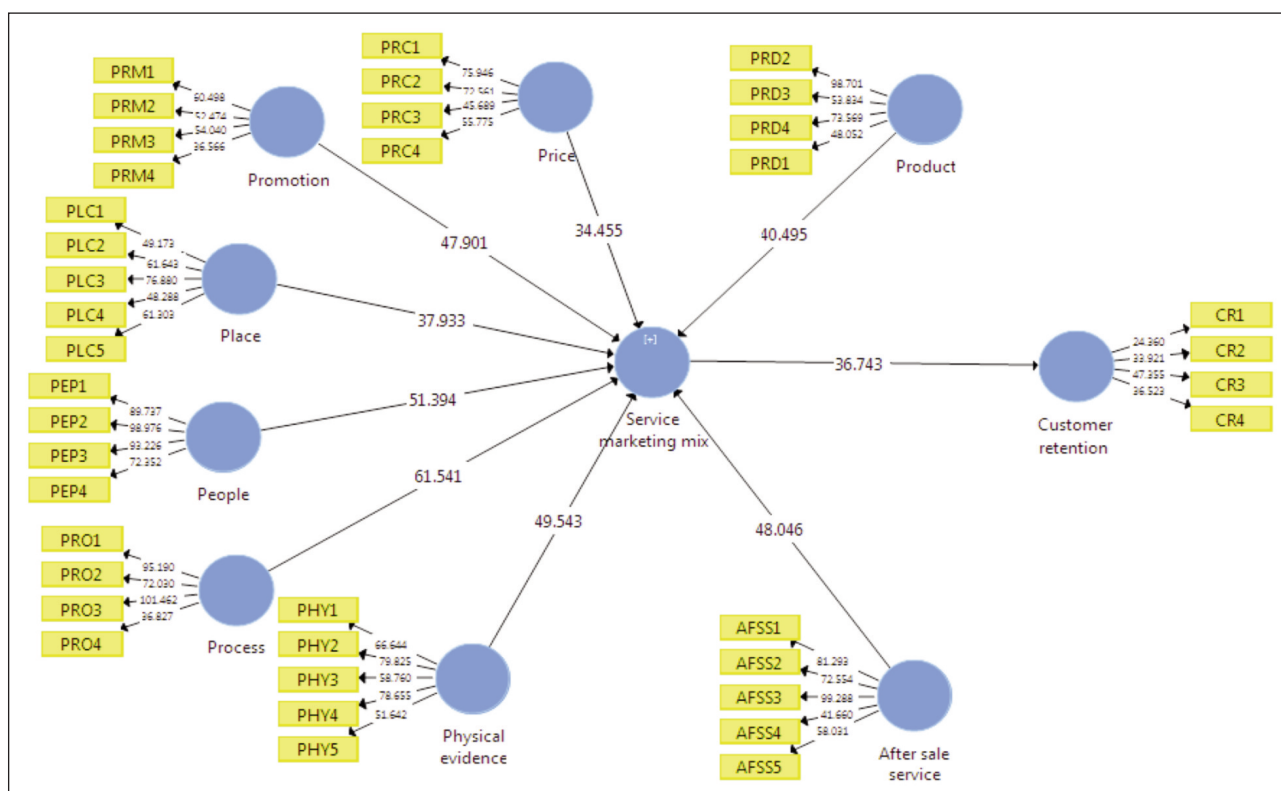 PRM1
PRM2
PRM3
PRM4
60.498
52.474
54.040
36.566
Promotion
PRC1
PRC2
PRC3
PRC4
75.946
72.561
45.689
55.775
Price
PRD2
PRD3
PRD4
PRD1
98.701
53.834
73.569
48.052
Product
PLC1
PLC2
PLC3
PLC4
PLC5
49.173
61.643
76.880
48.288
61.303
Place
47.901
34.455
40.495
37.933
PEP1
PEP2
PEP3
PEP4
89.737
98.976
93.226
72.352
People
51.394
[+]
Service
marketing mix
36.743
Customer
retention
24.360
33.921
47.355
36.523
CR1
CR2
CR3
CR4
PRO1
PRO2
PRO3
PRO4
95.190
72.030
101.462
36.827
Process
61.541
49.543
48.046
PHY1
PHY2
PHY3
PHY4
PHY5
66.644
79.825
58.760
78.655
51.642
Physical
evidence
AFSS1
AFSS2
AFSS3
AFSS4
AFSS5
81.293
72.554
99.288
41.660
58.031
After sale
service